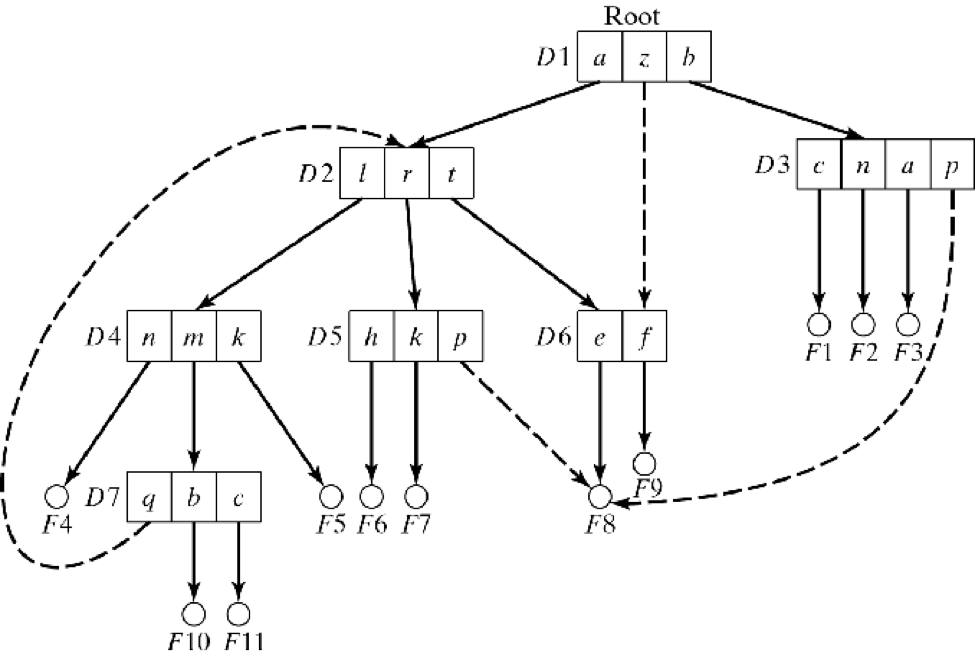 Root
D1 a z b
D2 l r t
D3 c n a p
D4 n m k
D5 h k p
D6 e f
F1 F2 F3
F4
D7 q b c
F5 F6 F7
F8
F9
F10 F11